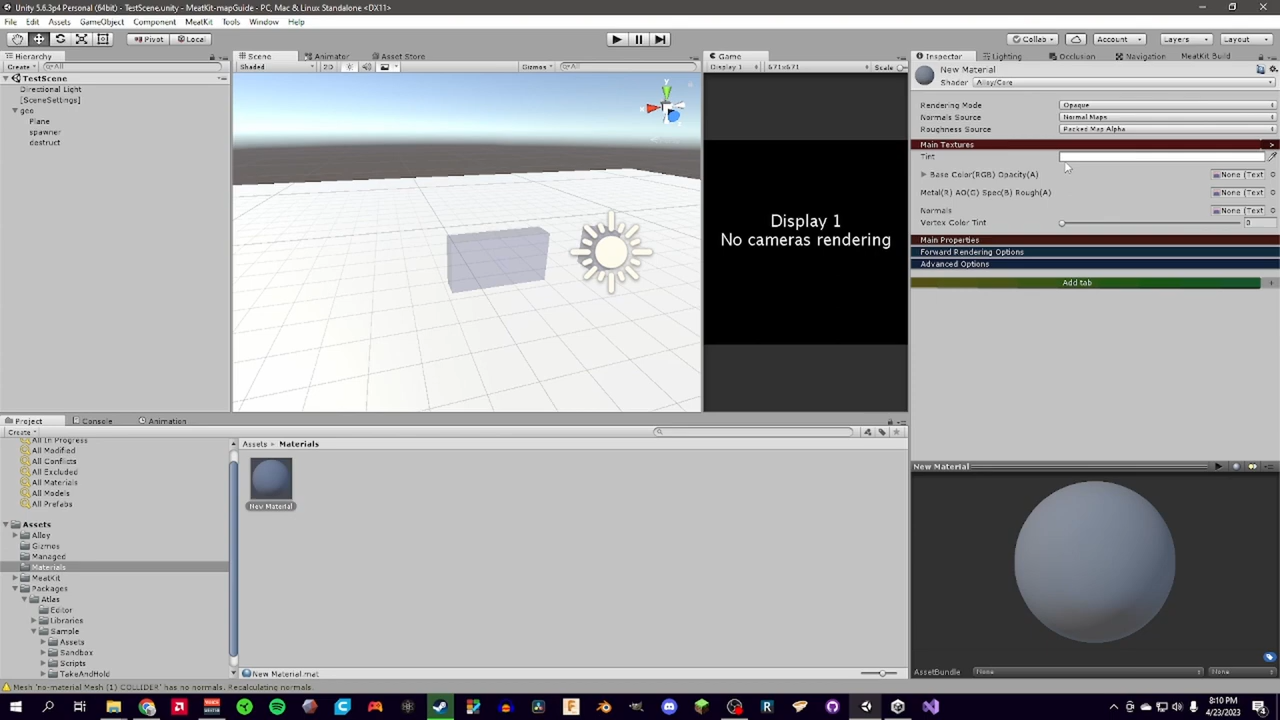 Unity 5.6.3p4 Personal (64bit) - TestScene.unity - MeatKit-mapGuide - PC, Mac & Linux Standalone <DX11>
File Edit Assets GameObject Component MeatKit Tools Window Help
Pivot Local Collab Account Layers Layout
Hierarchy
Create All
TestScene
Directional Light
[SceneSettings]
geo
Plane
spawner
destruct
Scene Animator Asset Store
Shaded 2D Gizmos All
y
x
Game
Display 1 671x671 Scale
Display 1
No cameras rendering
Inspector Lighting Occlusion Navigation MeatKit Build
New Material
Shader Alloy/Core
Rendering Mode Opaque
Normals Source Normal Maps
Roughness Source Packed Map Alpha
Main Textures >
Tint
Base Color(RGB) Opacity(A) None (Text
Metal(R) AO(G) Spec(B) Rough(A) None (Text
Normals None (Text
Vertex Color Tint
Main Properties
Forward Rendering Options
Advanced Options
Add tab +
Project Console Animation
Create
All In Progress
All Modified
All Conflicts
All Excluded
All Materials
All Models
All Prefabs
Assets
Alloy
Gizmos
Managed
Materials
MeatKit
Packages
Atlas
Editor
Libraries
Sample
Assets
Sandbox
Scripts
TakeAndHold
Assets Materials
New Material
New Material.mat
New Material
AssetBundle None None
Mesh 'no-material Mesh [1] COLLIDER' has no normals. Recalculating normals.
8:10 PM
4/23/2023